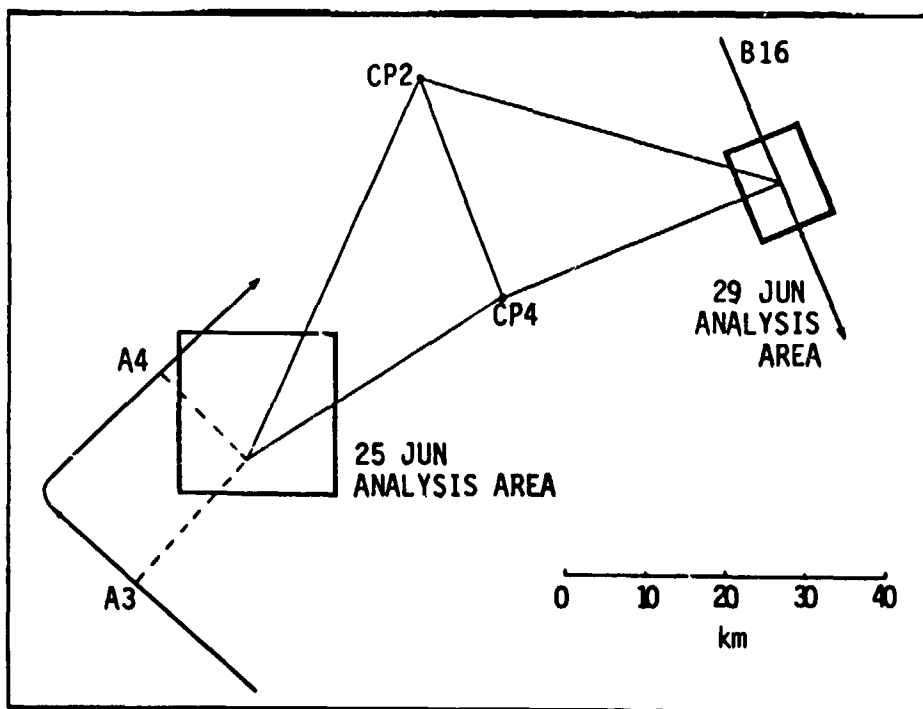 B16
CP2
29 JUN
ANALYSIS
AREA
CP4
A4
25 JUN
ANALYSIS AREA
A3
0 10 20 30 40
km